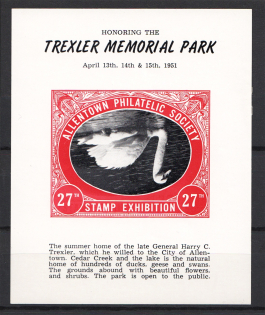 HONORING THE
TREXLER MEMORIAL PARK
April 13th, 14th & 15th, 1951
ALLENTOWN PHILATELIC SOCIETY
27TH 27TH
STAMP EXHIBITION
The summer home of the late General Harry C.
Trexler, which he willed to the City of Allen-
town. Cedar Creek and the lake is the natural
home of hundreds of ducks, geese and swans.
The grounds abound with beautiful flowers,
and shrubs. The park is open to the public.